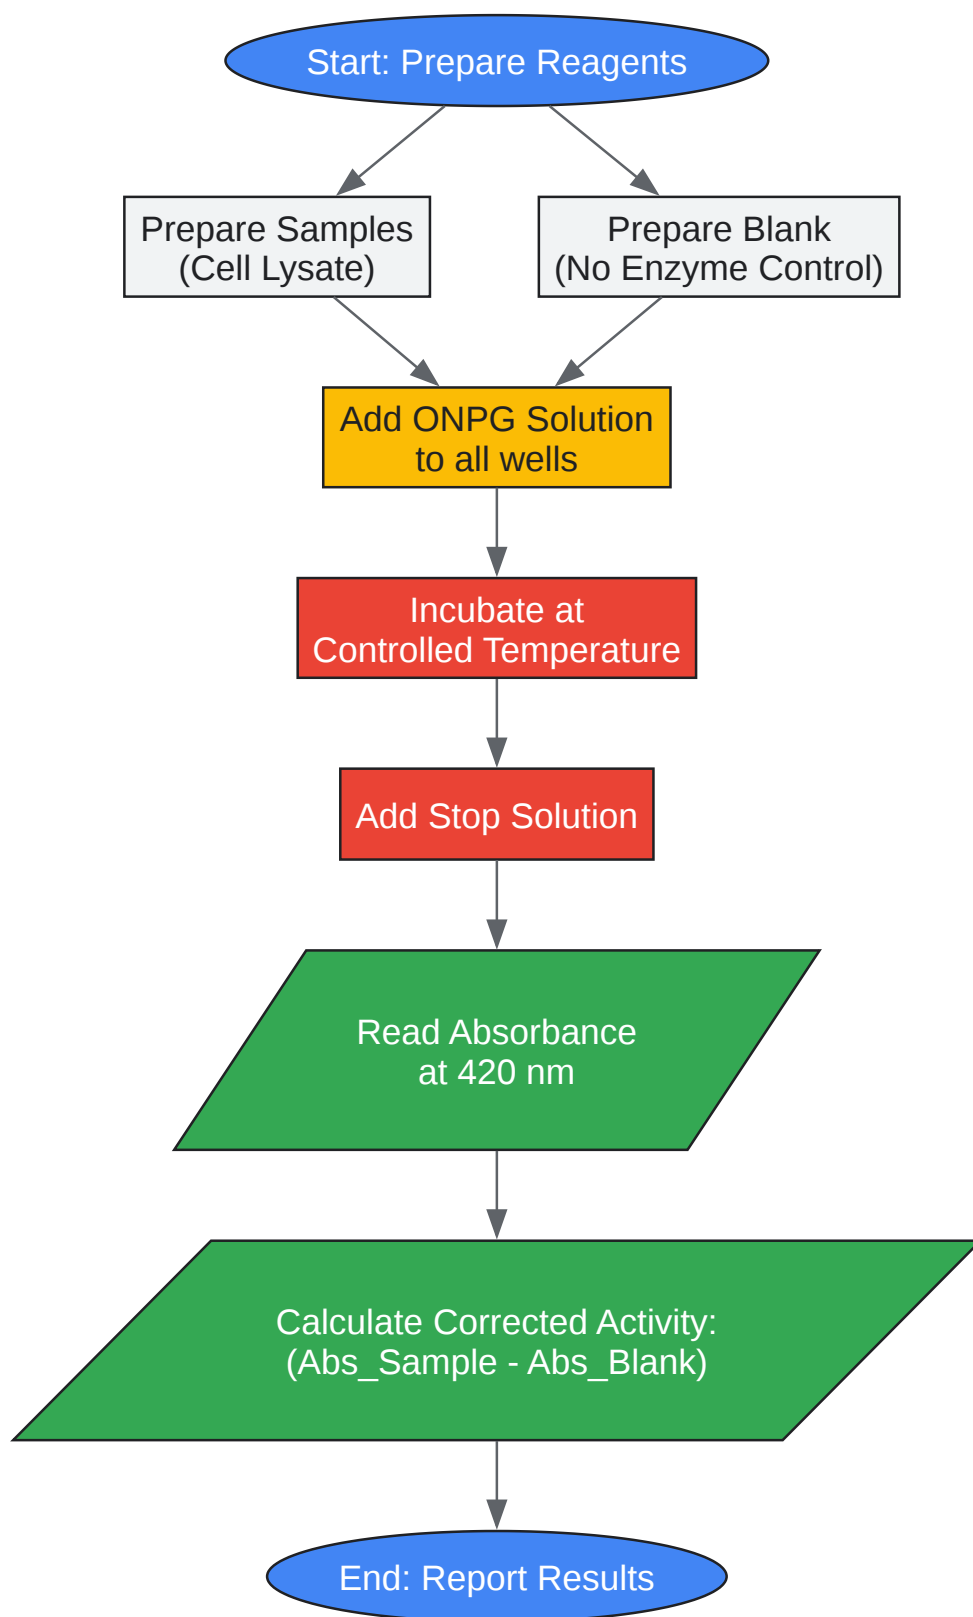 Start: Prepare Reagents
Prepare Samples
(Cell Lysate)
Prepare Blank
(No Enzyme Control)
Add ONPG Solution
to all wells
Incubate at
Controlled Temperature
Add Stop Solution
Read Absorbance
at 420 nm
Calculate Corrected Activity:
(Abs_Sample - Abs_Blank)
End: Report Results